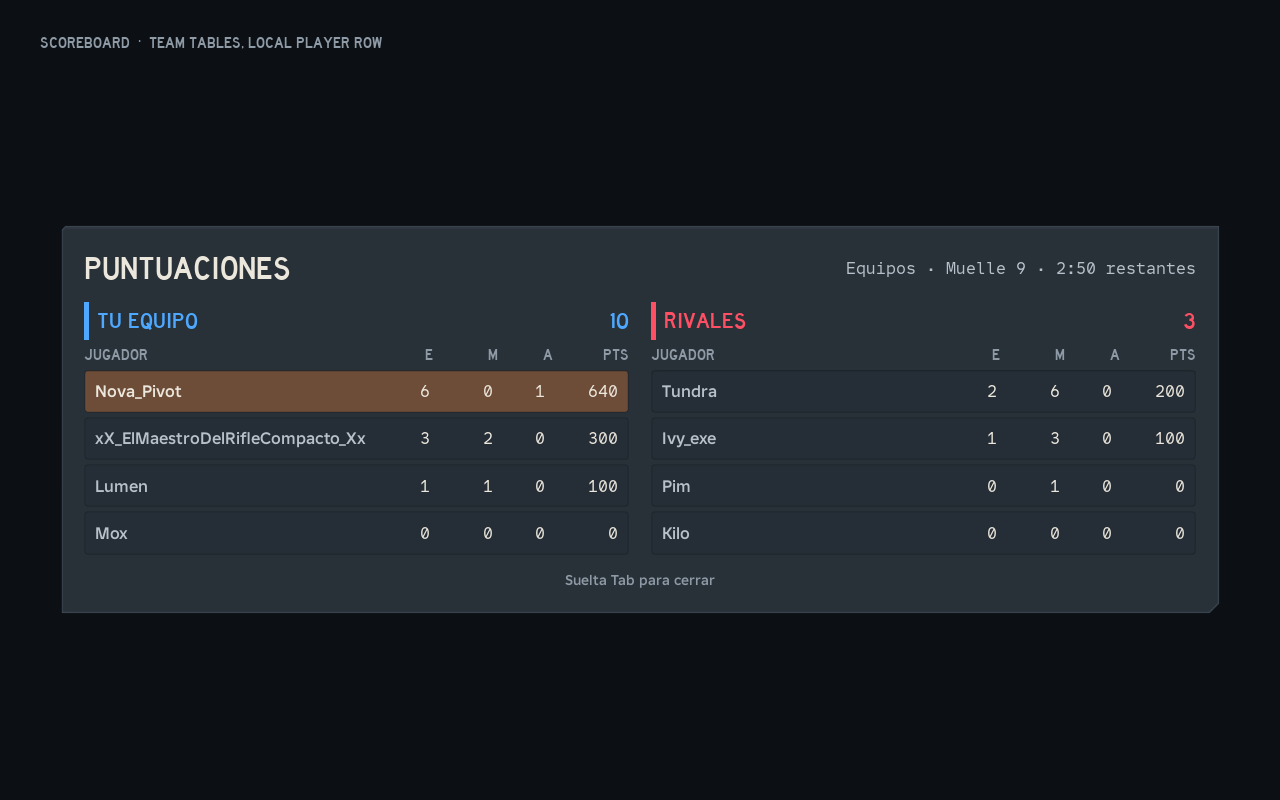 SCOREBOARD · TEAM TABLES, LOCAL PLAYER ROW
PUNTUACIONES
Equipos · Muelle 9 · 2:50 restantes
TU EQUIPO 10
JUGADOR E M A PTS
Nova_Pivot 6 0 1 640
xX_ElMaestroDelRifleCompacto_Xx 3 2 0 300
Lumen 1 1 0 100
Mox 0 0 0 0
RIVALES 3
JUGADOR E M A PTS
Tundra 2 6 0 200
Ivy_exe 1 3 0 100
Pim 0 1 0 0
Kilo 0 0 0 0
Suelta Tab para cerrar